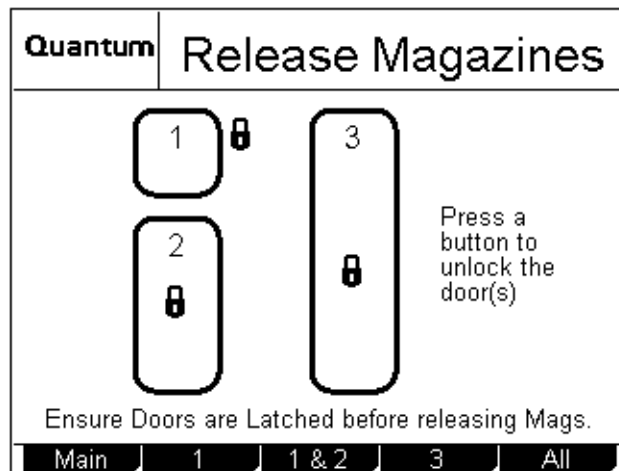 Quantum
Release Magazines
1
2
3
Press a
button to
unlock the
door(s)
Ensure Doors are Latched before releasing Mags.
Main 1 1 & 2 3 All